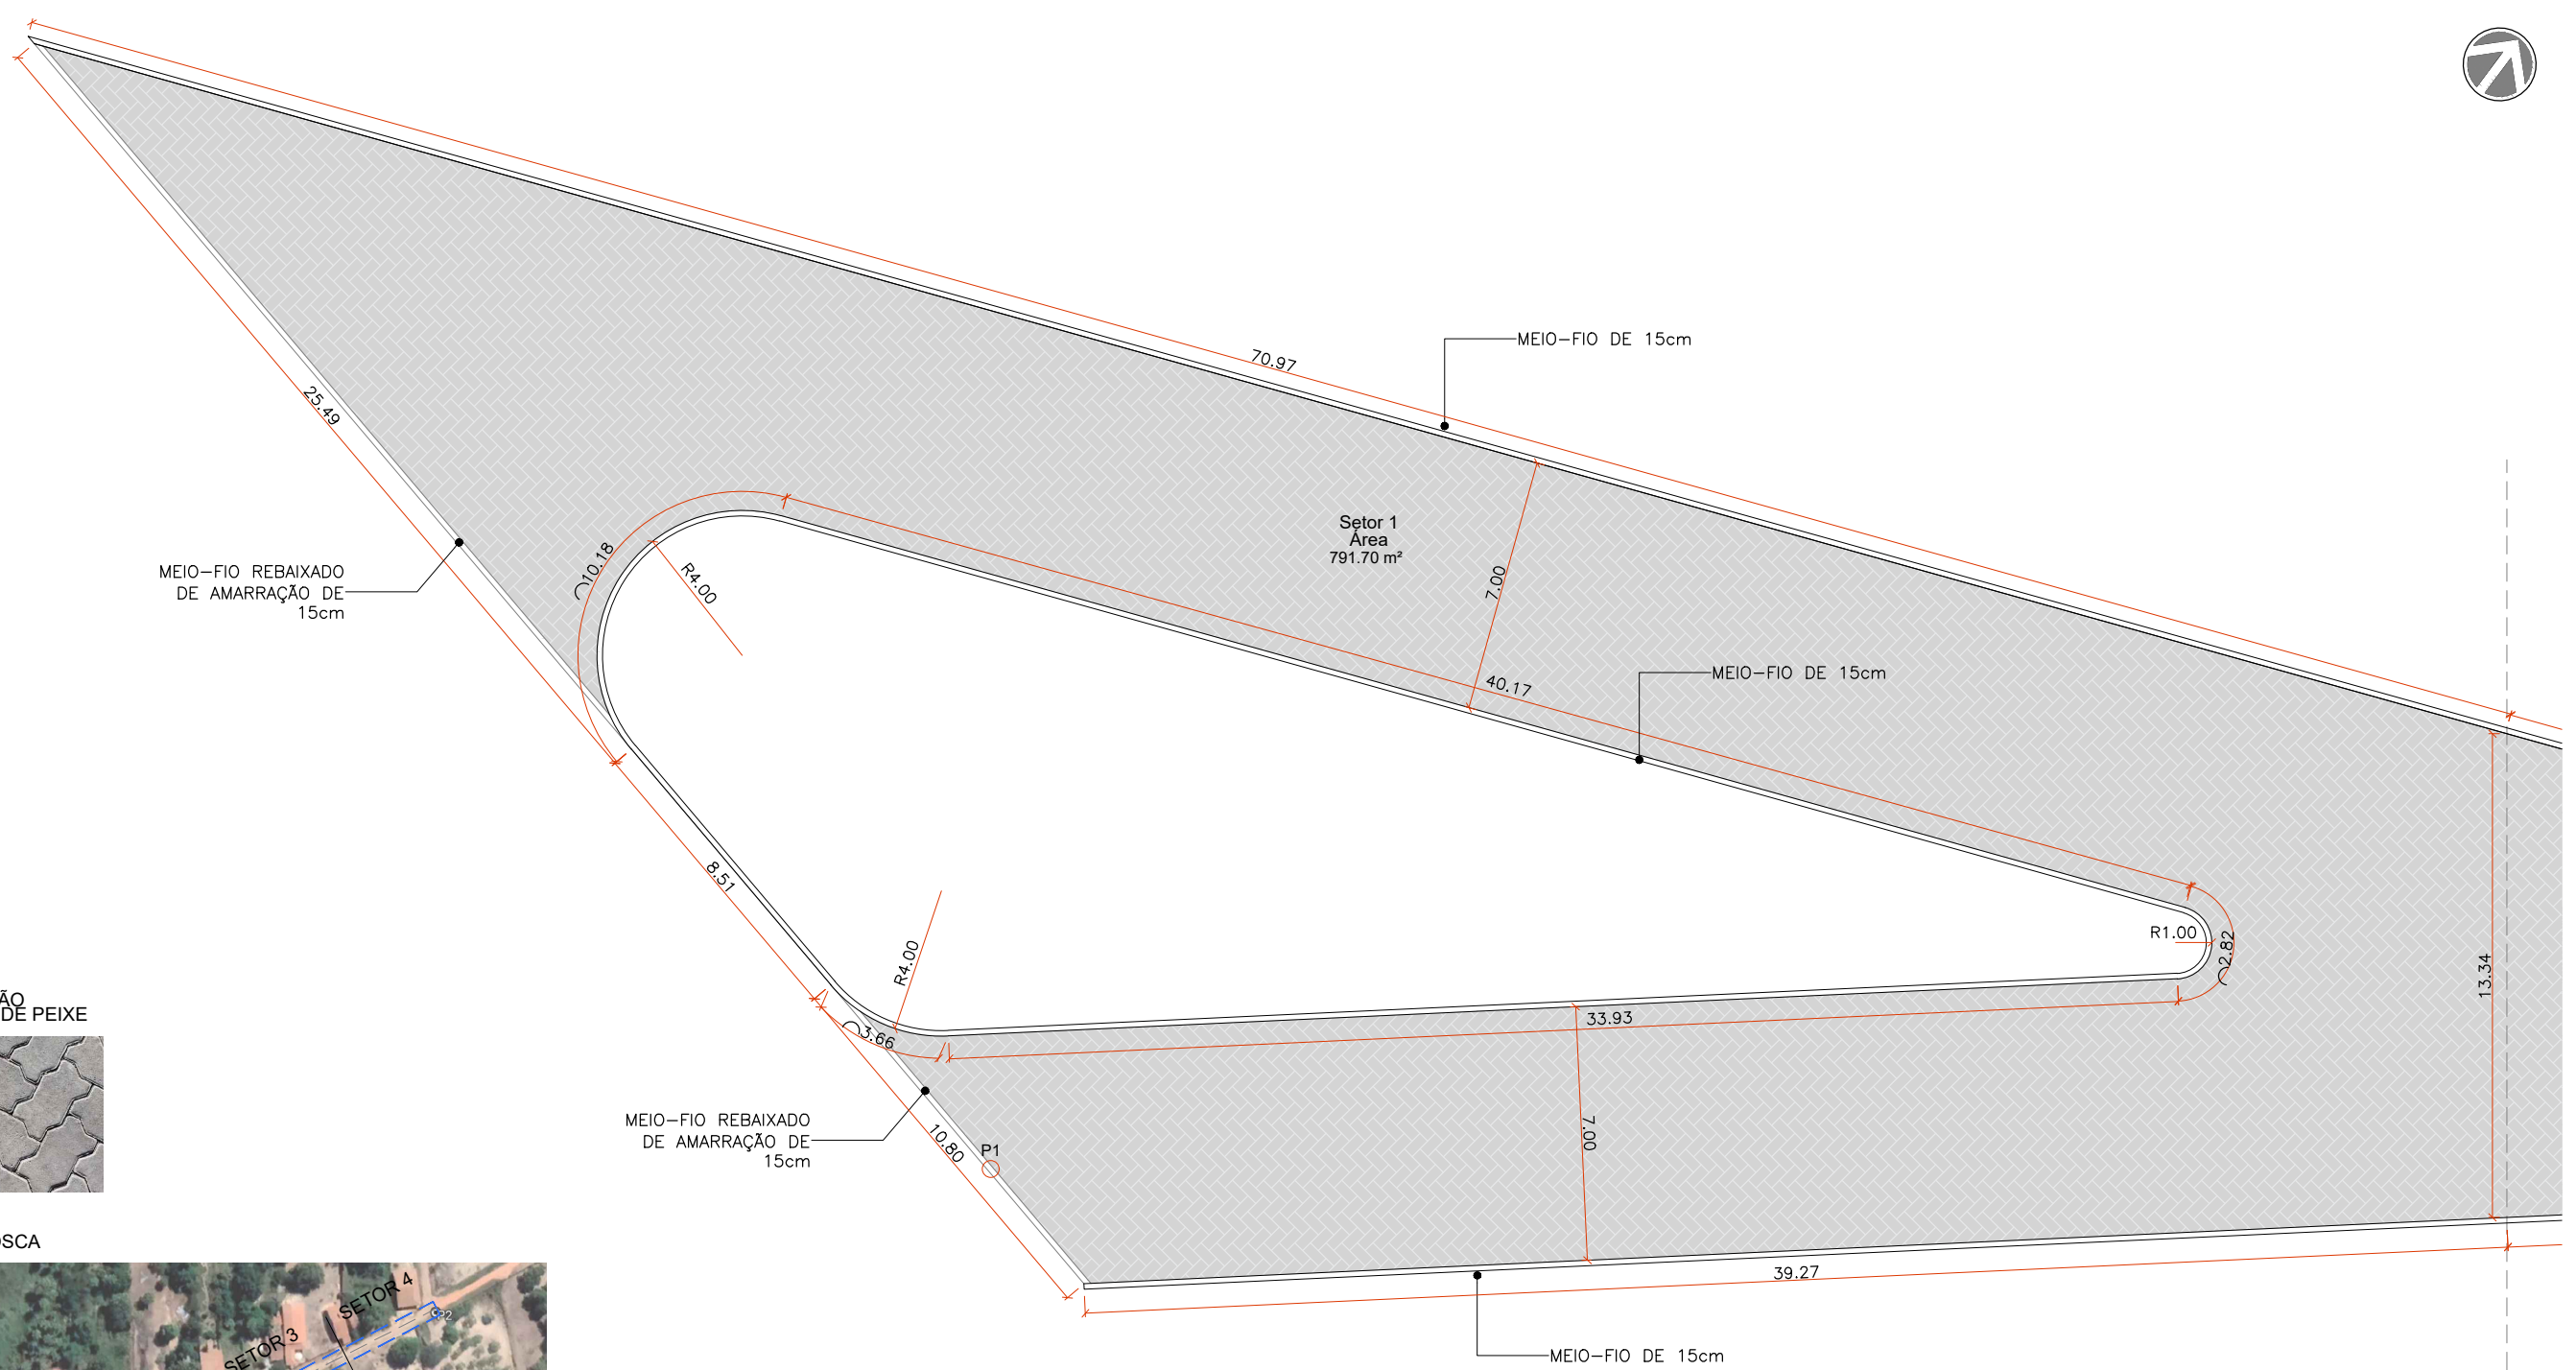 70.97
MEIO-FIO DE 15cm
25.49
Setor 1
Área
791.70 m²
10.18
R4.00
7.00
MEIO-FIO REBAIXADO
DE AMARRAÇÃO DE
15cm
40.17
MEIO-FIO DE 15cm
8.51
R4.00
R1.00
2.82
13.34
ÃO
DE PEIXE
3.66
33.93
MEIO-FIO REBAIXADO
DE AMARRAÇÃO DE
15cm
10.80
P1
7.00
OSCA
39.27
SETOR 4
P2
SETOR 3
MEIO-FIO DE 15cm